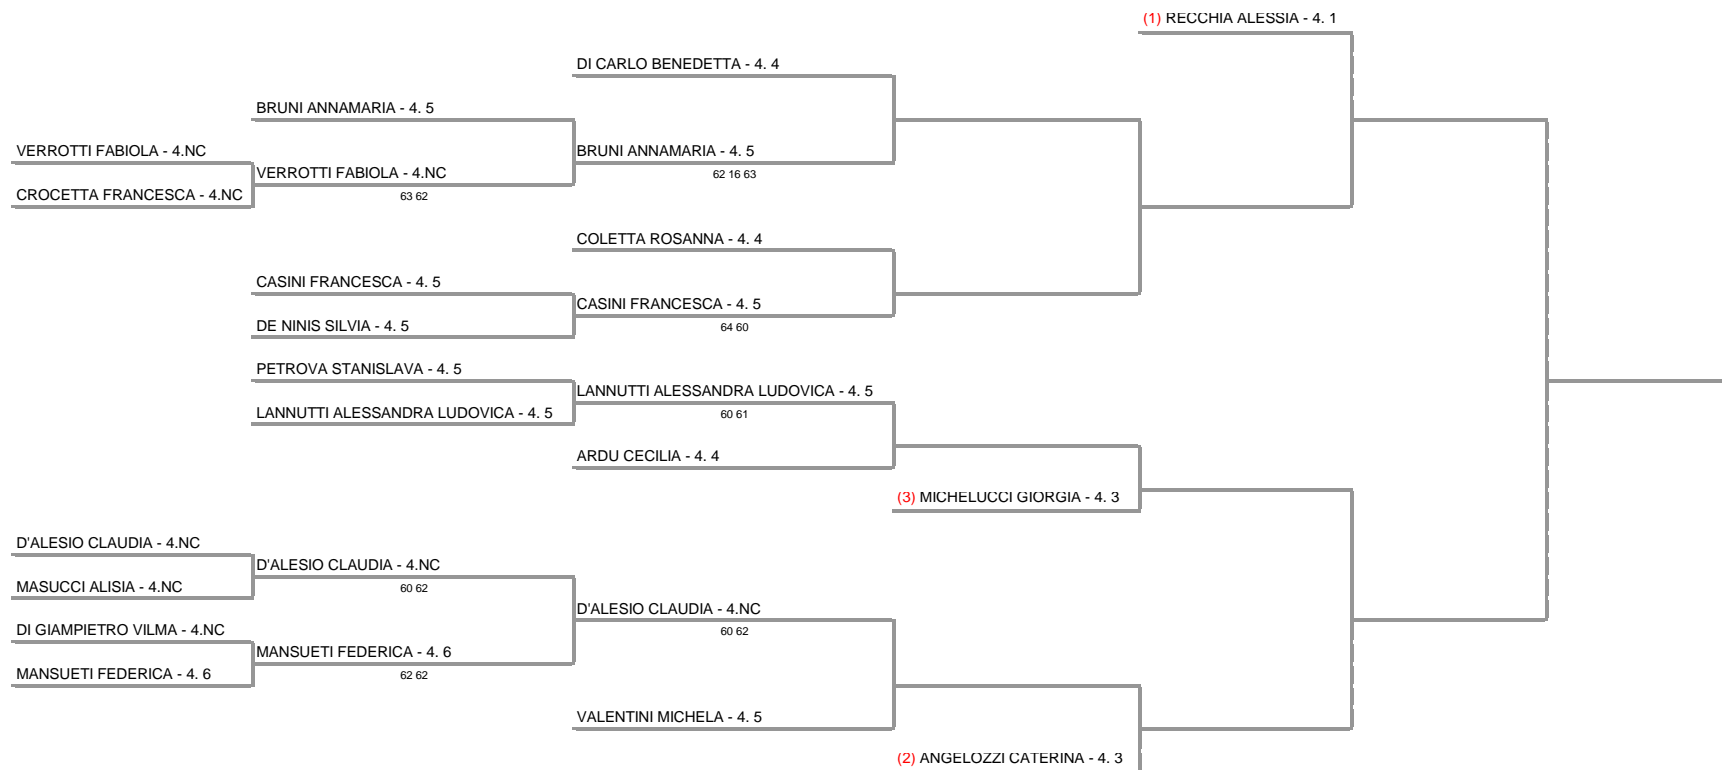 (1) RECCHIA ALESSIA - 4. 1
DI CARLO BENEDETTA - 4. 4
BRUNI ANNAMARIA - 4. 5
VERROTTI FABIOLA - 4.NC
BRUNI ANNAMARIA - 4. 5
62 16 63
VERROTTI FABIOLA - 4.NC
63 62
CROCETTA FRANCESCA - 4.NC
COLETTA ROSANNA - 4. 4
CASINI FRANCESCA - 4. 5
CASINI FRANCESCA - 4. 5
64 60
DE NINIS SILVIA - 4. 5
PETROVA STANISLAVA - 4. 5
LANNUTTI ALESSANDRA LUDOVICA - 4. 5
60 61
LANNUTTI ALESSANDRA LUDOVICA - 4. 5
ARDU CECILIA - 4. 4
(3) MICHELUCCI GIORGIA - 4. 3
D'ALESIO CLAUDIA - 4.NC
D'ALESIO CLAUDIA - 4.NC
60 62
MASUCCI ALISIA - 4.NC
D'ALESIO CLAUDIA - 4.NC
60 62
DI GIAMPIETRO VILMA - 4.NC
MANSUETI FEDERICA - 4. 6
62 62
MANSUETI FEDERICA - 4. 6
VALENTINI MICHELA - 4. 5
(2) ANGELOZZI CATERINA - 4. 3